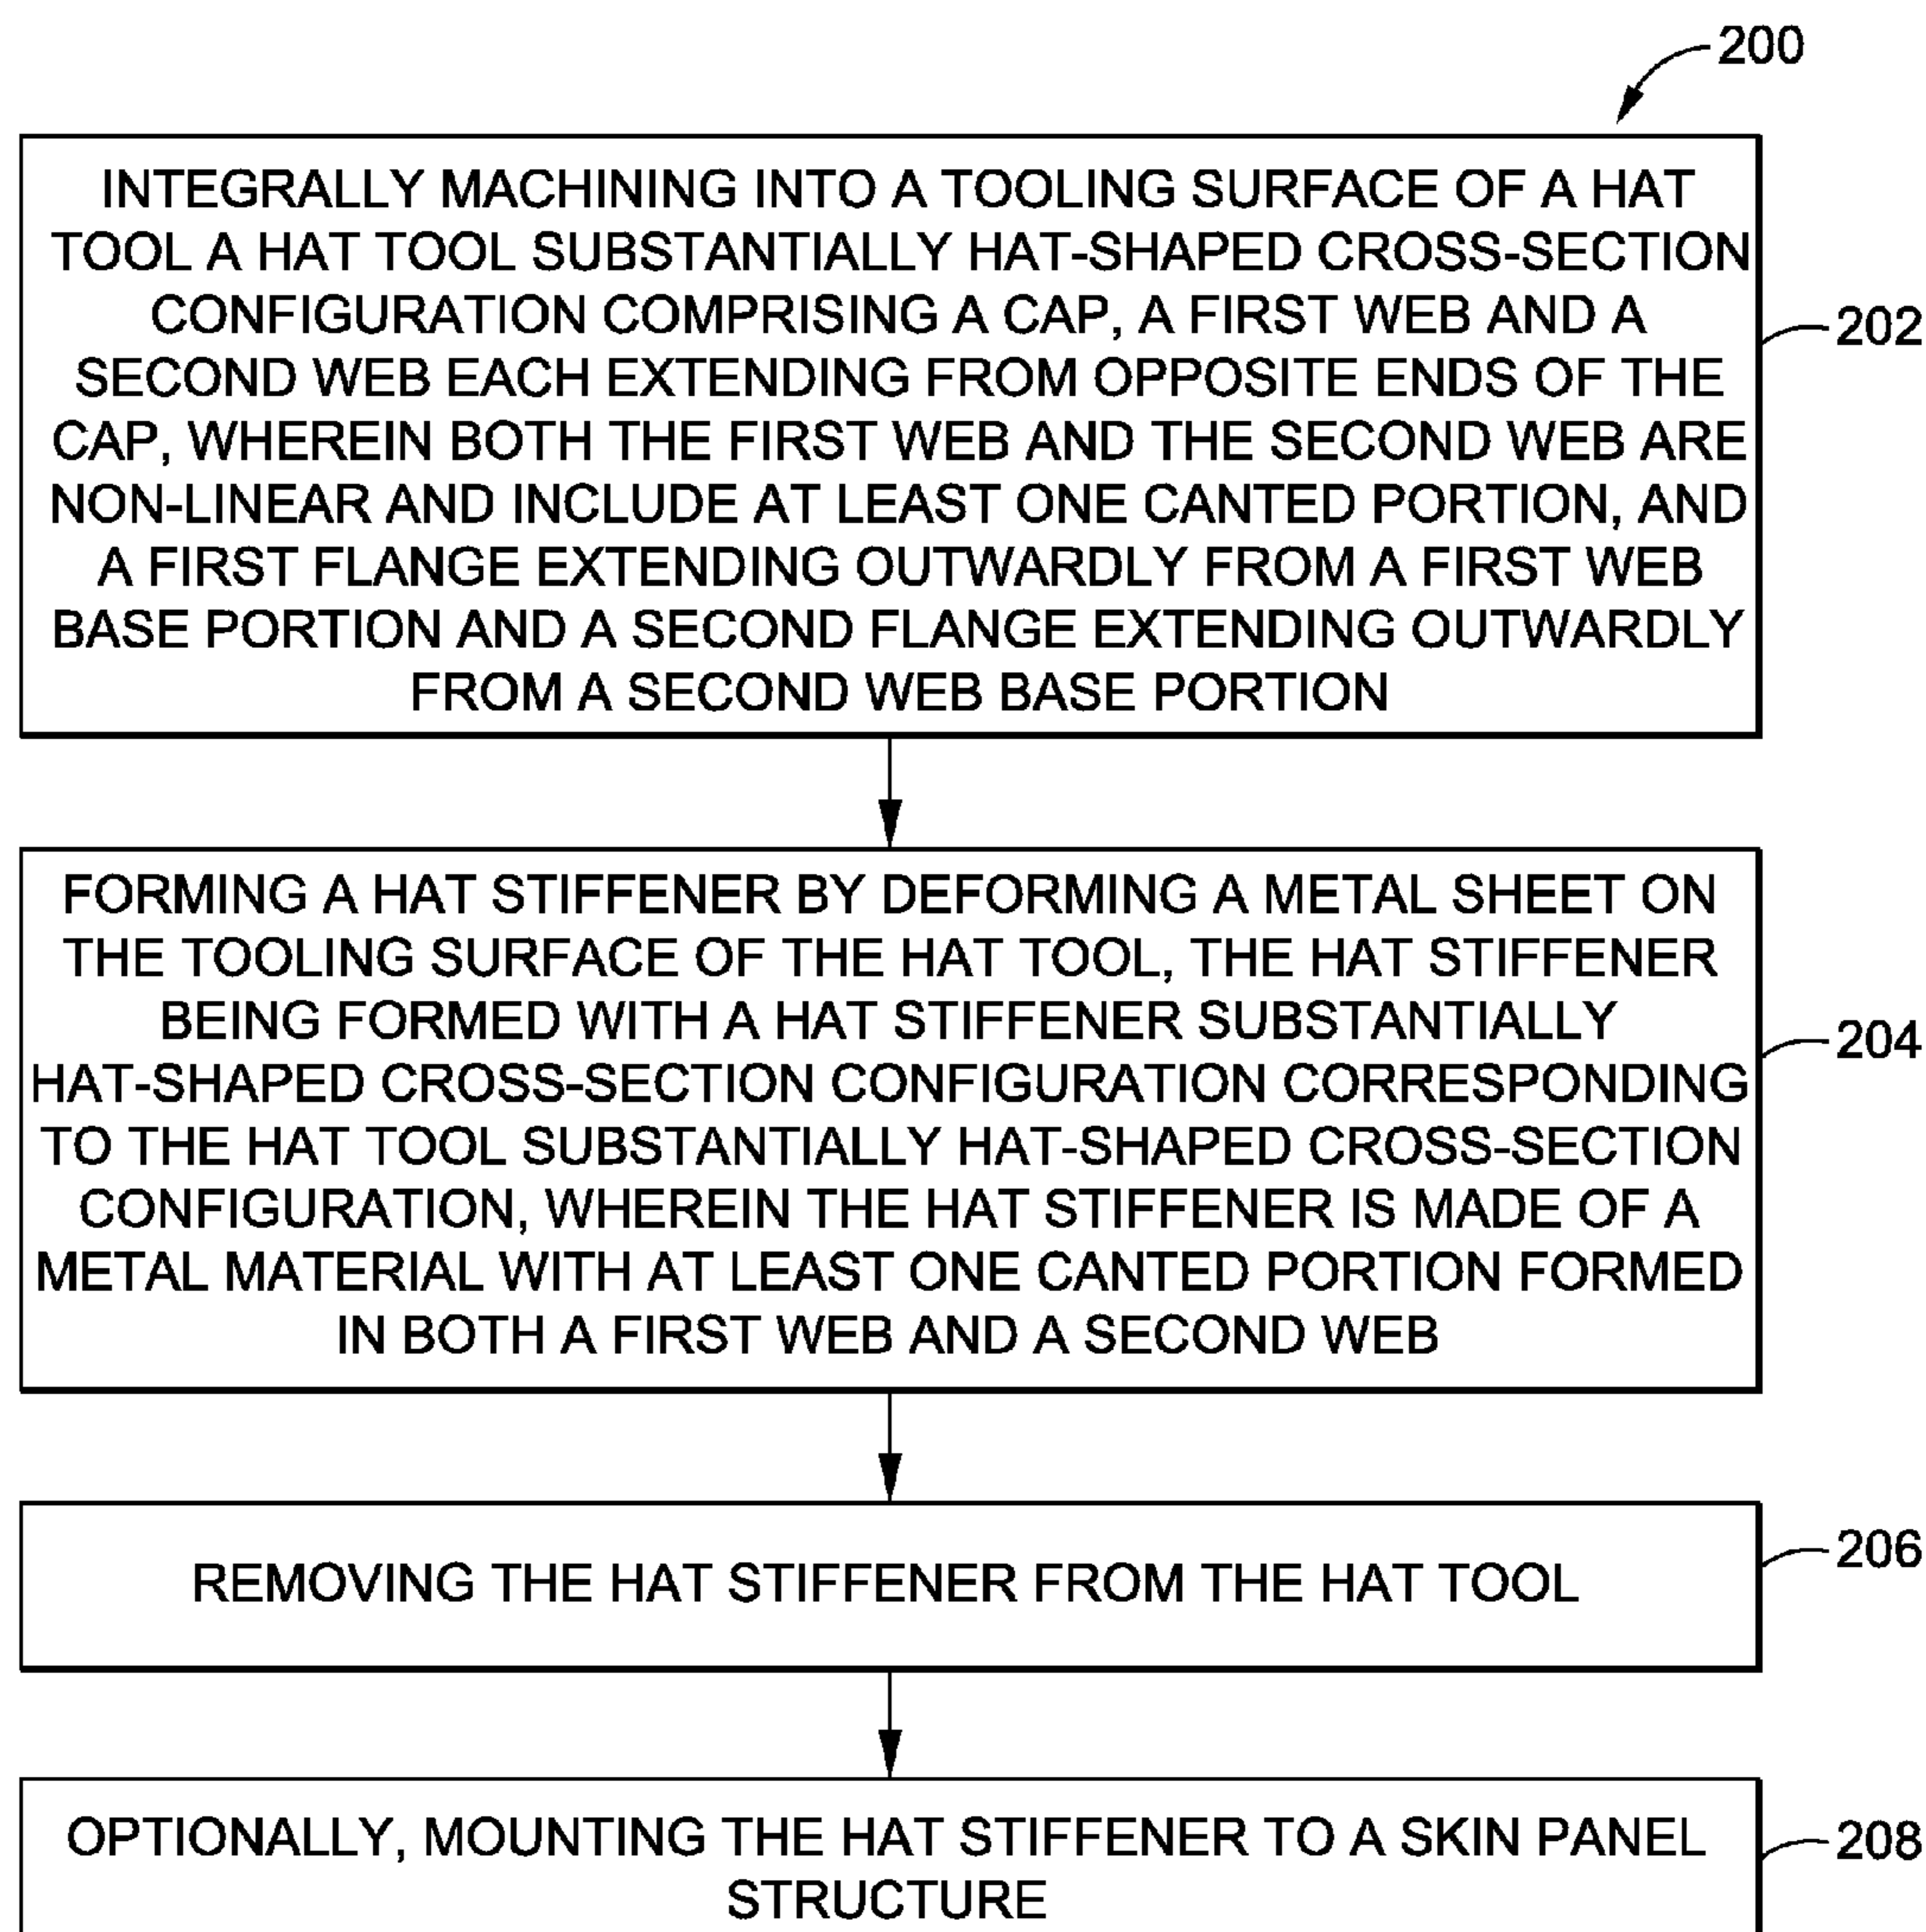 200
INTEGRALLY MACHINING INTO A TOOLING SURFACE OF A HAT
TOOL A HAT TOOL SUBSTANTIALLY HAT-SHAPED CROSS-SECTION
CONFIGURATION COMPRISING A CAP, A FIRST WEB AND A
SECOND WEB EACH EXTENDING FROM OPPOSITE ENDS OF THE
CAP, WHEREIN BOTH THE FIRST WEB AND THE SECOND WEB ARE
NON-LINEAR AND INCLUDE AT LEAST ONE CANTED PORTION, AND
A FIRST FLANGE EXTENDING OUTWARDLY FROM A FIRST WEB
BASE PORTION AND A SECOND FLANGE EXTENDING OUTWARDLY
FROM A SECOND WEB BASE PORTION
202
FORMING A HAT STIFFENER BY DEFORMING A METAL SHEET ON
THE TOOLING SURFACE OF THE HAT TOOL, THE HAT STIFFENER
BEING FORMED WITH A HAT STIFFENER SUBSTANTIALLY
HAT-SHAPED CROSS-SECTION CONFIGURATION CORRESPONDING
TO THE HAT TOOL SUBSTANTIALLY HAT-SHAPED CROSS-SECTION
CONFIGURATION, WHEREIN THE HAT STIFFENER IS MADE OF A
METAL MATERIAL WITH AT LEAST ONE CANTED PORTION FORMED
IN BOTH A FIRST WEB AND A SECOND WEB
204
REMOVING THE HAT STIFFENER FROM THE HAT TOOL
206
OPTIONALLY, MOUNTING THE HAT STIFFENER TO A SKIN PANEL
STRUCTURE
208